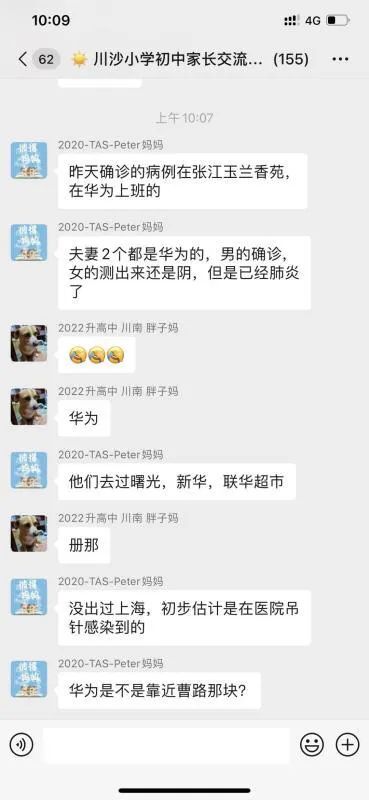 10:09
4G
62
川沙小学初中家长交流... (155)
上午 10:07
2020-TAS-Peter妈妈
昨天确诊的病例在张江玉兰香苑，
在华为上班的
2020-TAS-Peter妈妈
夫妻2个都是华为的，男的确诊，
女的测出来还是阴，但是已经肺炎
了
2022升高中 川南 胖子妈
2022升高中 川南 胖子妈
华为
2020-TAS-Peter妈妈
他们去过曙光，新华，联华超市
2022升高中 川南 胖子妈
册那
2020-TAS-Peter妈妈
没出过上海，初步估计是在医院吊
针感染到的
2020-TAS-Peter妈妈
华为是不是靠近曹路那块？